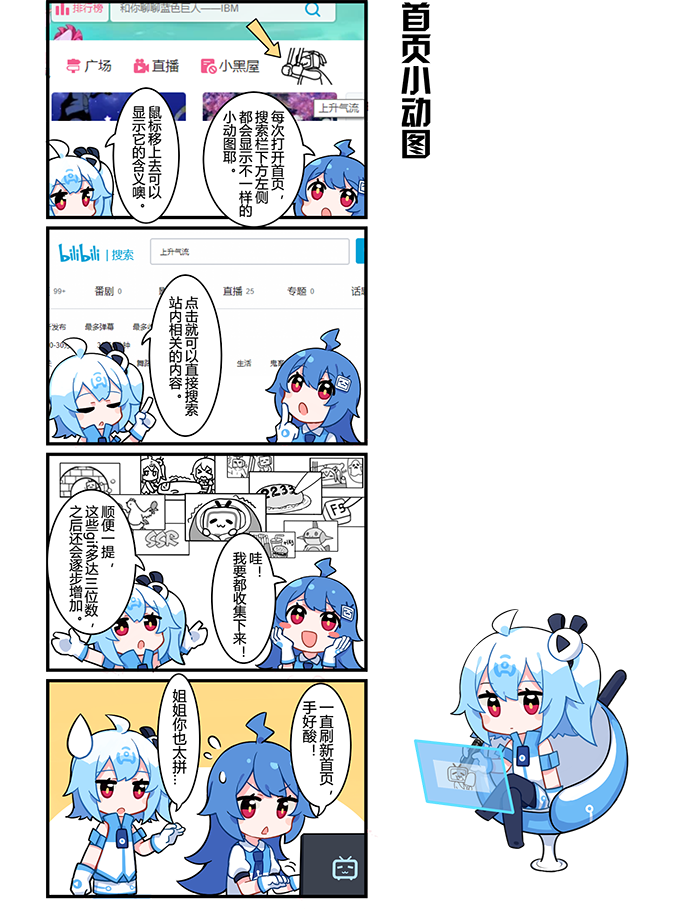 首页小动图
排行榜
和你聊聊蓝色巨人——IBM
广场
直播
小黑屋
上升气流
每次打开首页，
搜索栏下方左侧
都会显示不一样的
小动图耶。
鼠标移上去可以
显示它的含义噢。
bilibili | 搜索
上升气流
99+
番剧 0
直播 25
专题 0
最多弹幕
生活
点击就可以直接搜索
站内相关的内容。
2233
F5
SSR
顺便一提，
这些gif多达三位数，
之后还会逐步增加。
哇！
我要都收集下来！
一直刷新首页，
手好酸！
姐姐你也太拼…